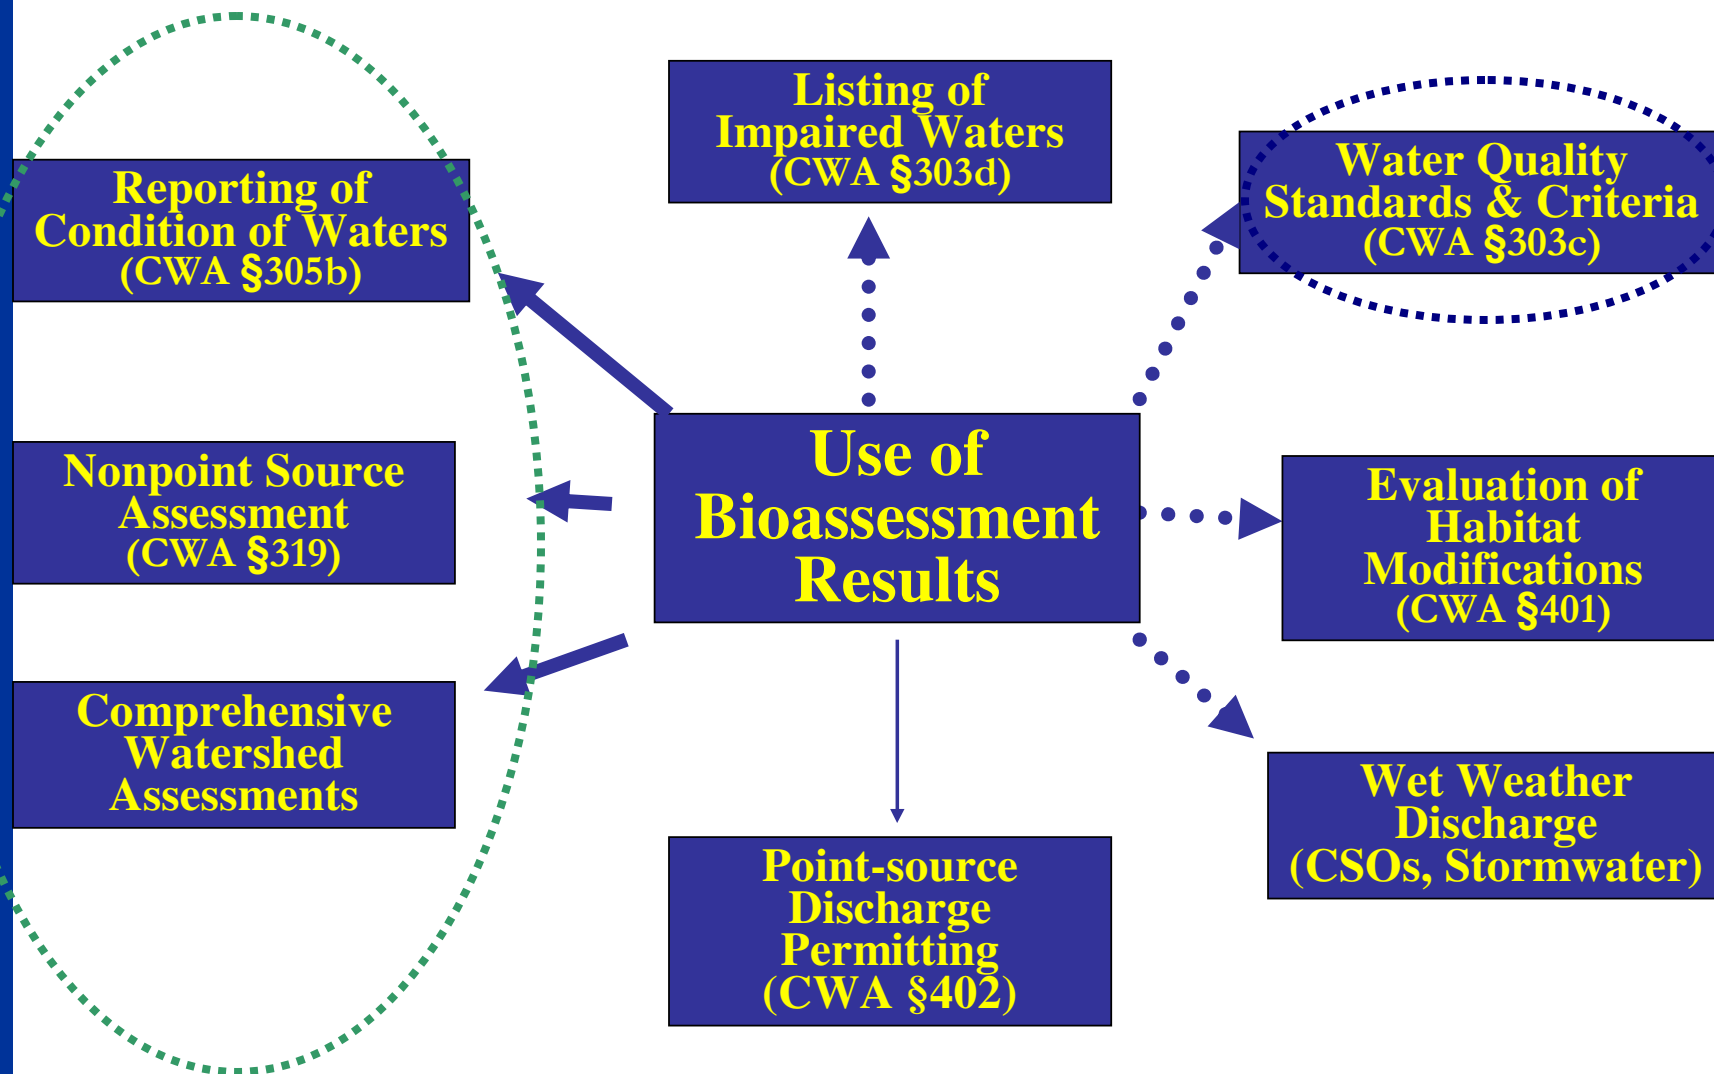 Listing of
Impaired Waters
(CWA §303d)
Water Quality
Standards & Criteria
(CWA §303c)
Reporting of
Condition of Waters
(CWA §305b)
Use of
Bioassessment
Results
Nonpoint Source
Assessment
(CWA §319)
Evaluation of
Habitat
Modifications
(CWA §401)
Comprehensive
Watershed
Assessments
Wet Weather
Discharge
(CSOs, Stormwater)
Point-source
Discharge
Permitting
(CWA §402)